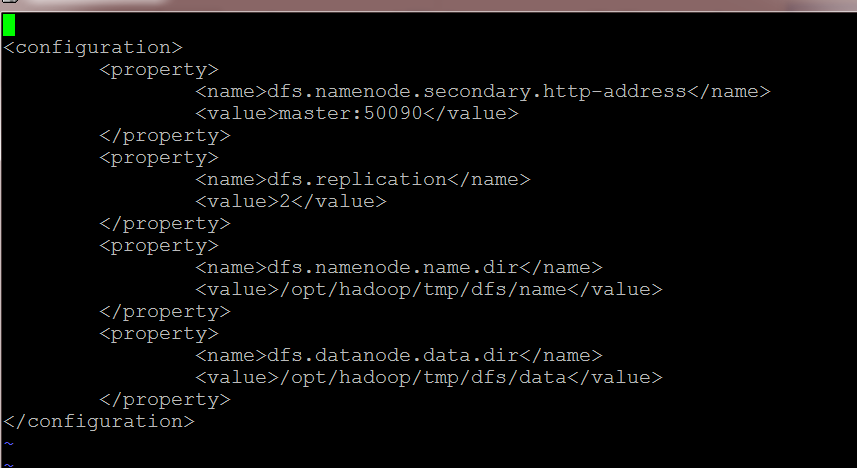 <configuration>
        <property>
                <name>dfs.namenode.secondary.http-address</name>
                <value>master:50090</value>
        </property>
        <property>
                <name>dfs.replication</name>
                <value>2</value>
        </property>
        <property>
                <name>dfs.namenode.name.dir</name>
                <value>/opt/hadoop/tmp/dfs/name</value>
        </property>
        <property>
                <name>dfs.datanode.data.dir</name>
                <value>/opt/hadoop/tmp/dfs/data</value>
        </property>
</configuration>
~
~